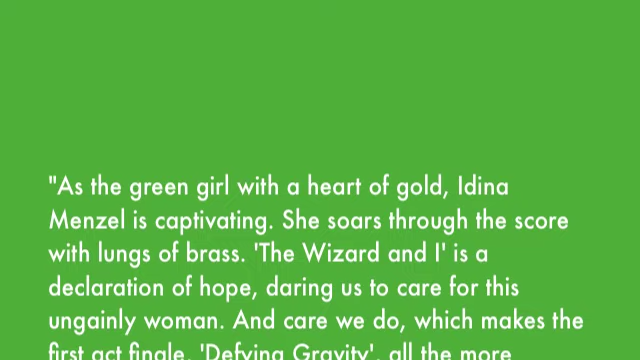 "As the green girl with a heart of gold, Idina
Menzel is captivating. She soars through the score
with lungs of brass. 'The Wizard and I' is a
declaration of hope, daring us to care for this
ungainly woman. And care we do, which makes the
first act finale, 'Defying Gravity', all the more